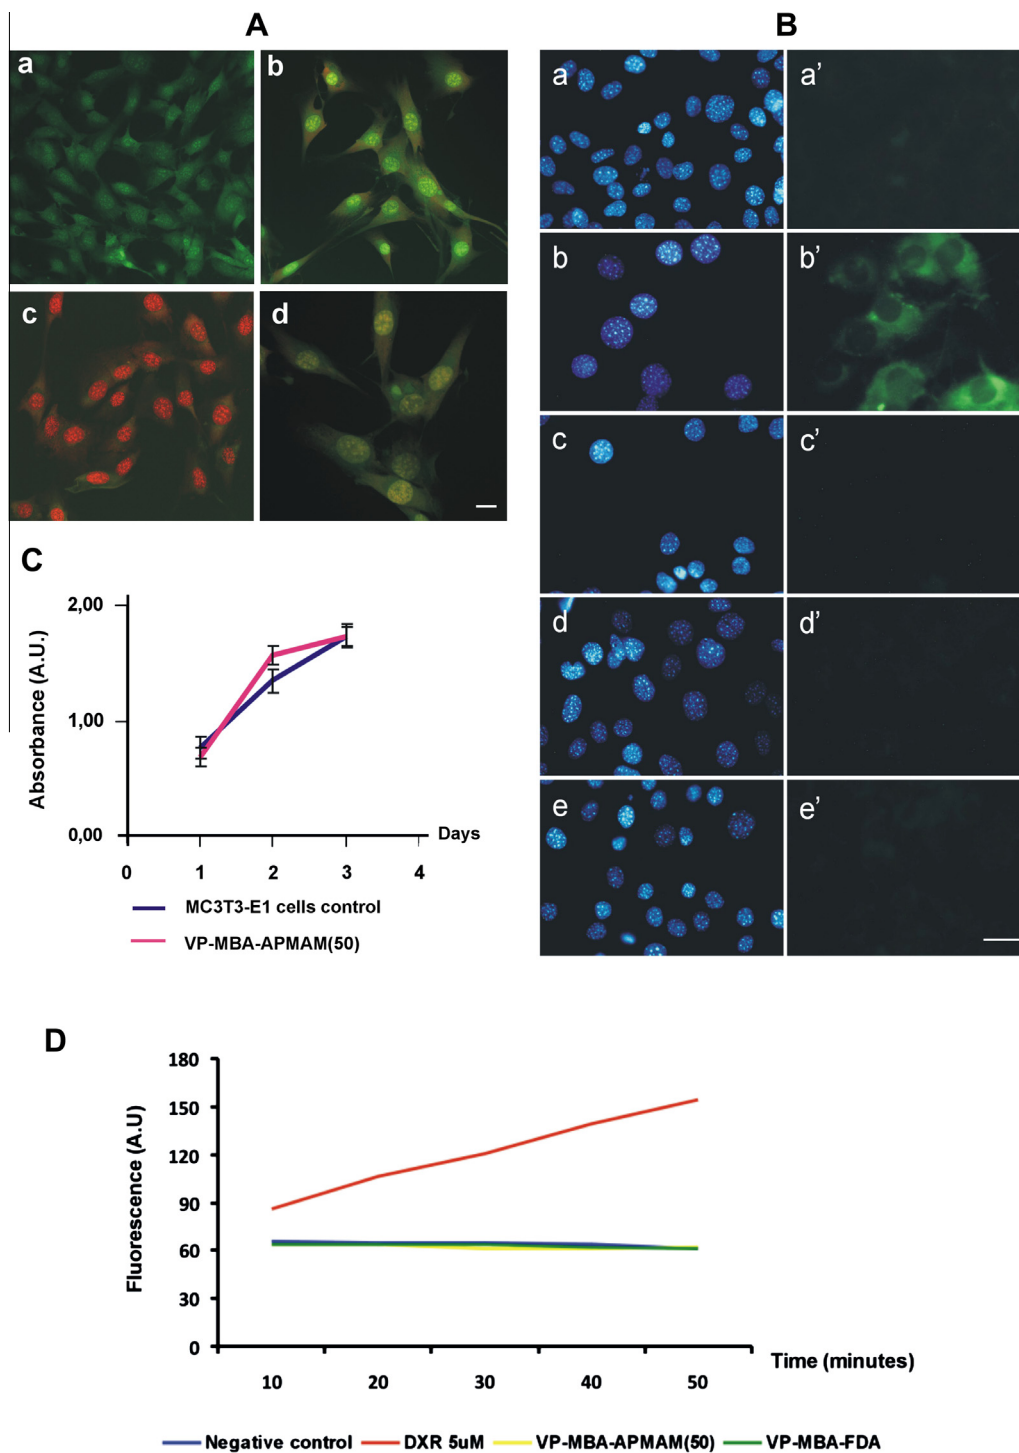 A
B
a
b
c
d
a
a’
b
b’
c
c’
d
d’
e
e’
C
2,00
1,00
0,00
Absorbance (A.U.)
Days
0
1
2
3
4
MC3T3-E1 cells control
VP-MBA-APMAM(50)
D
180
150
120
90
60
30
0
Fluorescence (A.U)
Time (minutes)
10
20
30
40
50
Negative control
DXR 5uM
VP-MBA-APMAM(50)
VP-MBA-FDA